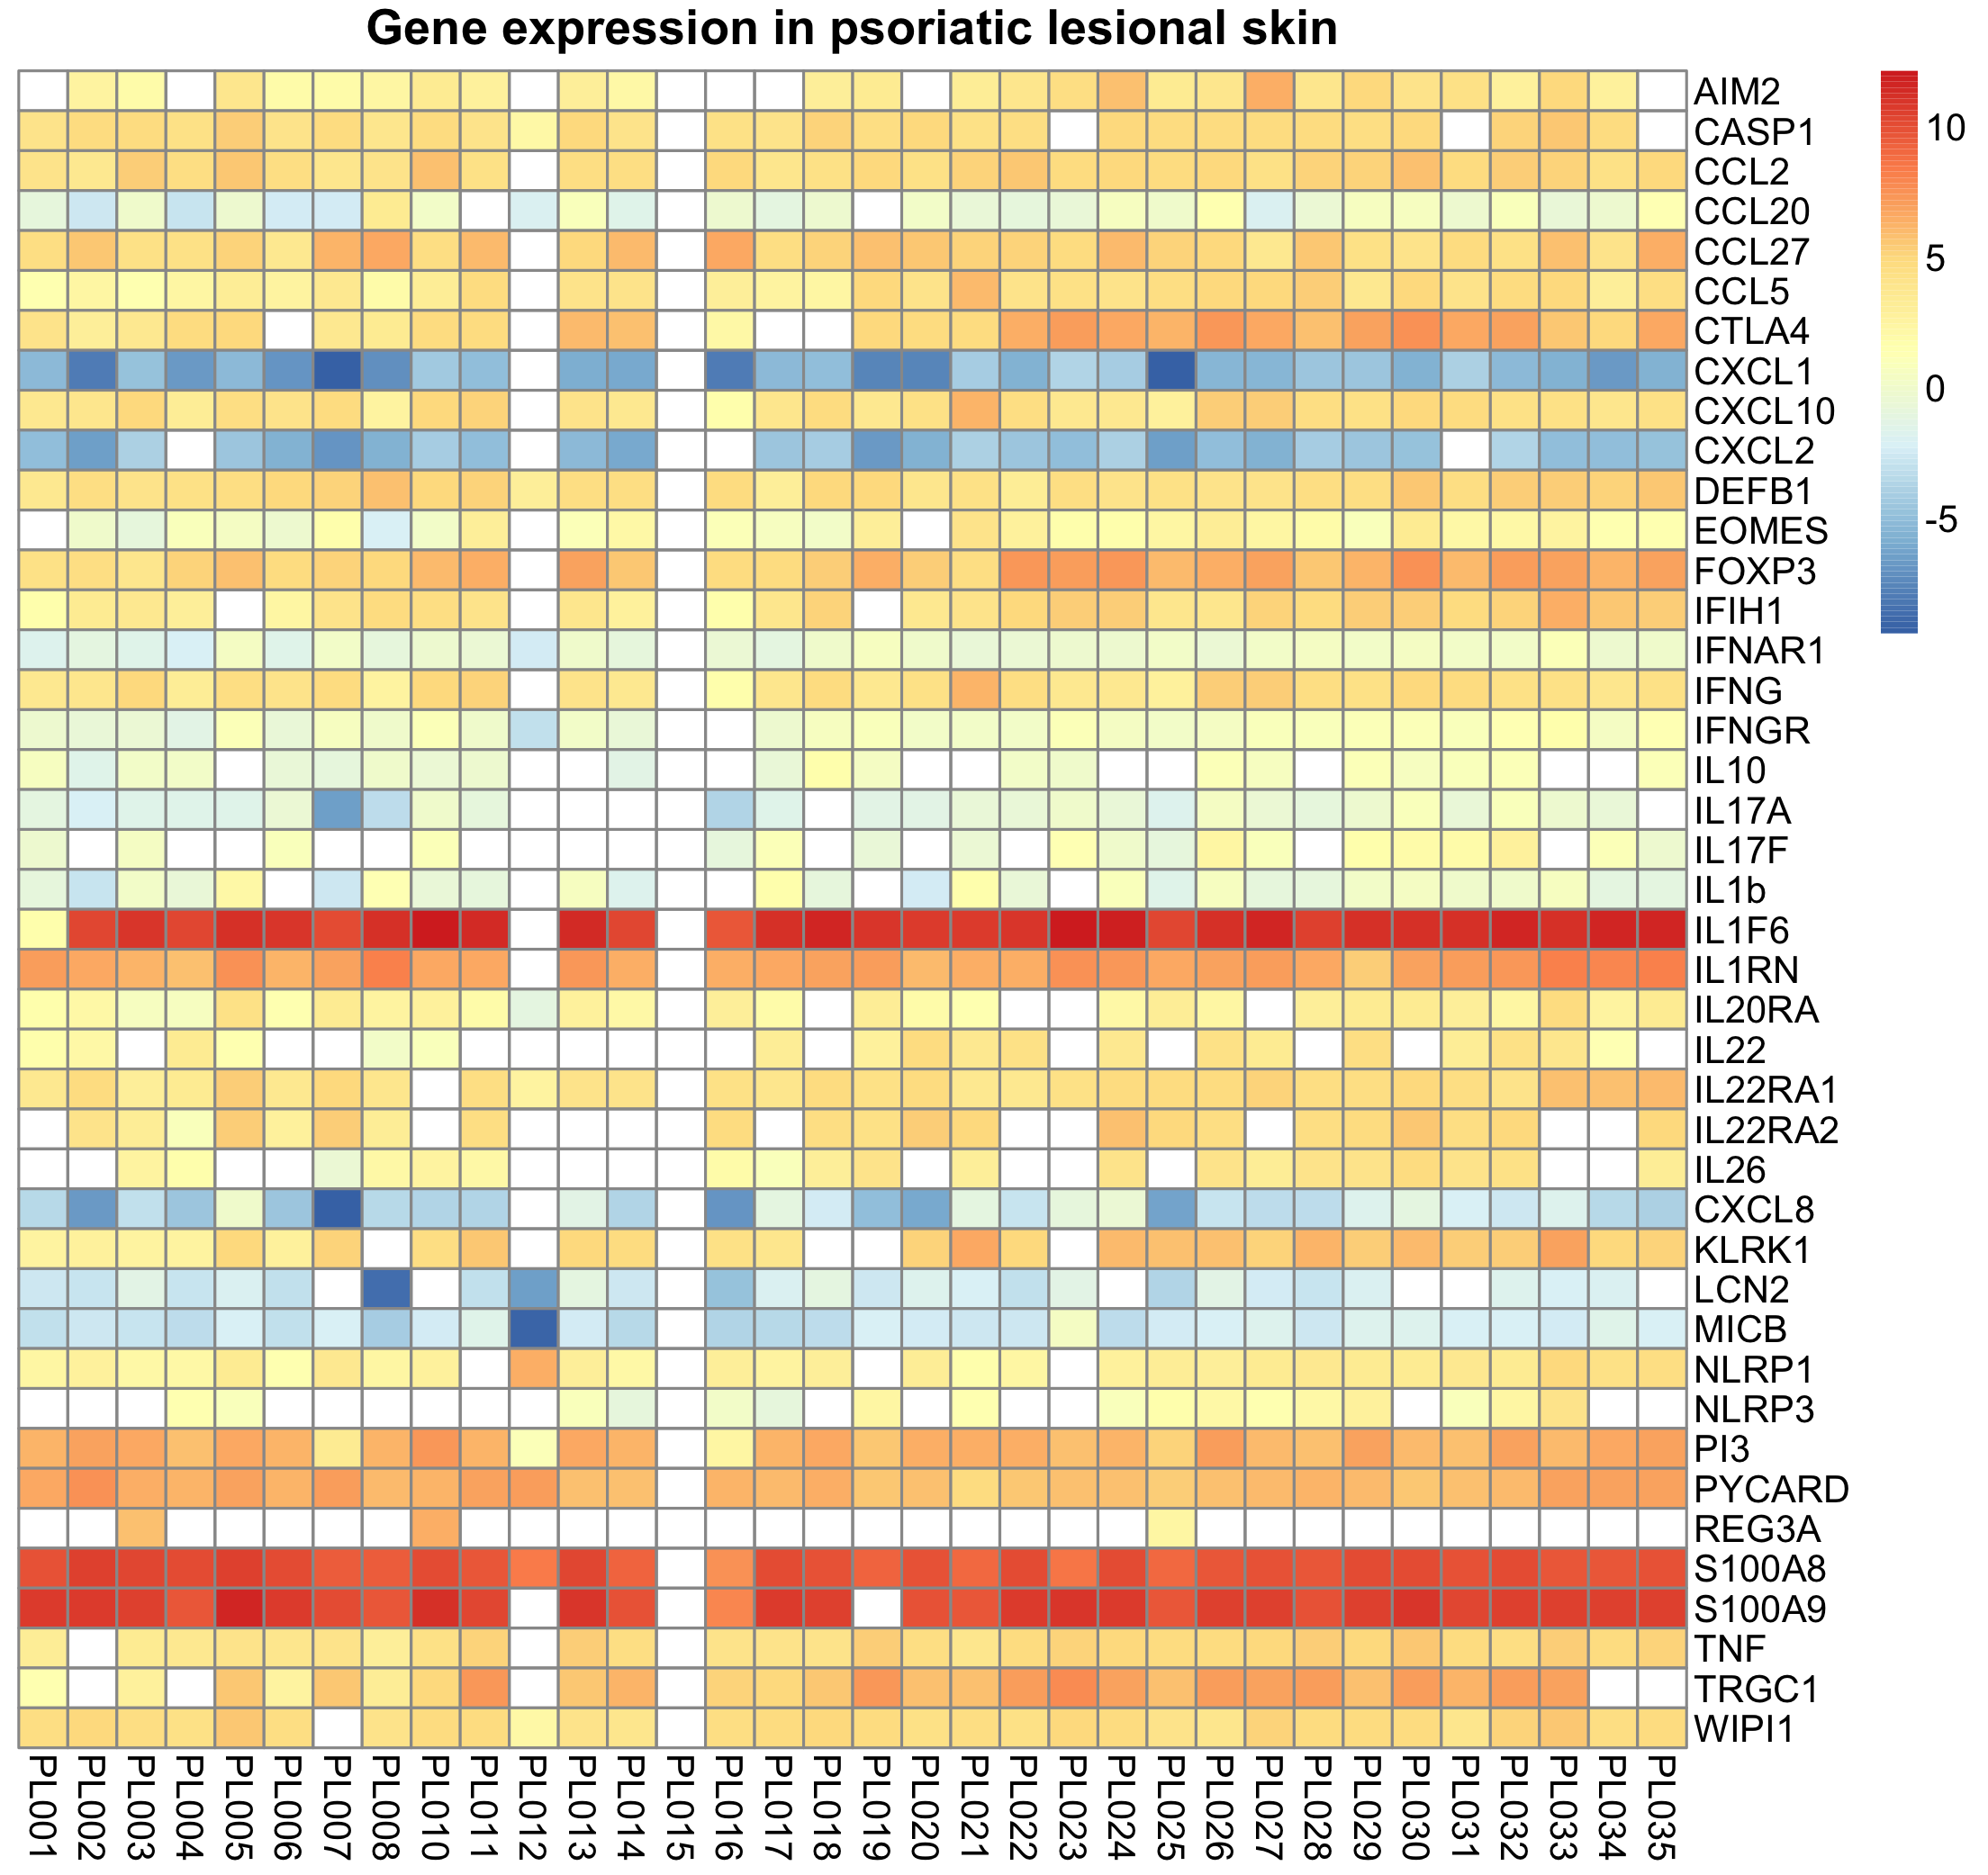 Gene expression in psoriatic lesional skin
AIM2
CASP1
CCL2
CCL20
CCL27
CCL5
CTLA4
CXCL1
CXCL10
CXCL2
DEFB1
EOMES
FOXP3
IFIH1
IFNAR1
IFNG
IFNGR
IL10
IL17A
IL17F
IL1b
IL1F6
IL1RN
IL20RA
IL22
IL22RA1
IL22RA2
IL26
CXCL8
KLRK1
LCN2
MICB
NLRP1
NLRP3
PI3
PYCARD
REG3A
S100A8
S100A9
TNF
TRGC1
WIPI1
10
5
0
-5
PL001
PL002
PL003
PL004
PL005
PL006
PL007
PL008
PL010
PL011
PL012
PL013
PL014
PL015
PL016
PL017
PL018
PL019
PL020
PL021
PL022
PL023
PL024
PL025
PL026
PL027
PL028
PL029
PL030
PL031
PL032
PL033
PL034
PL035